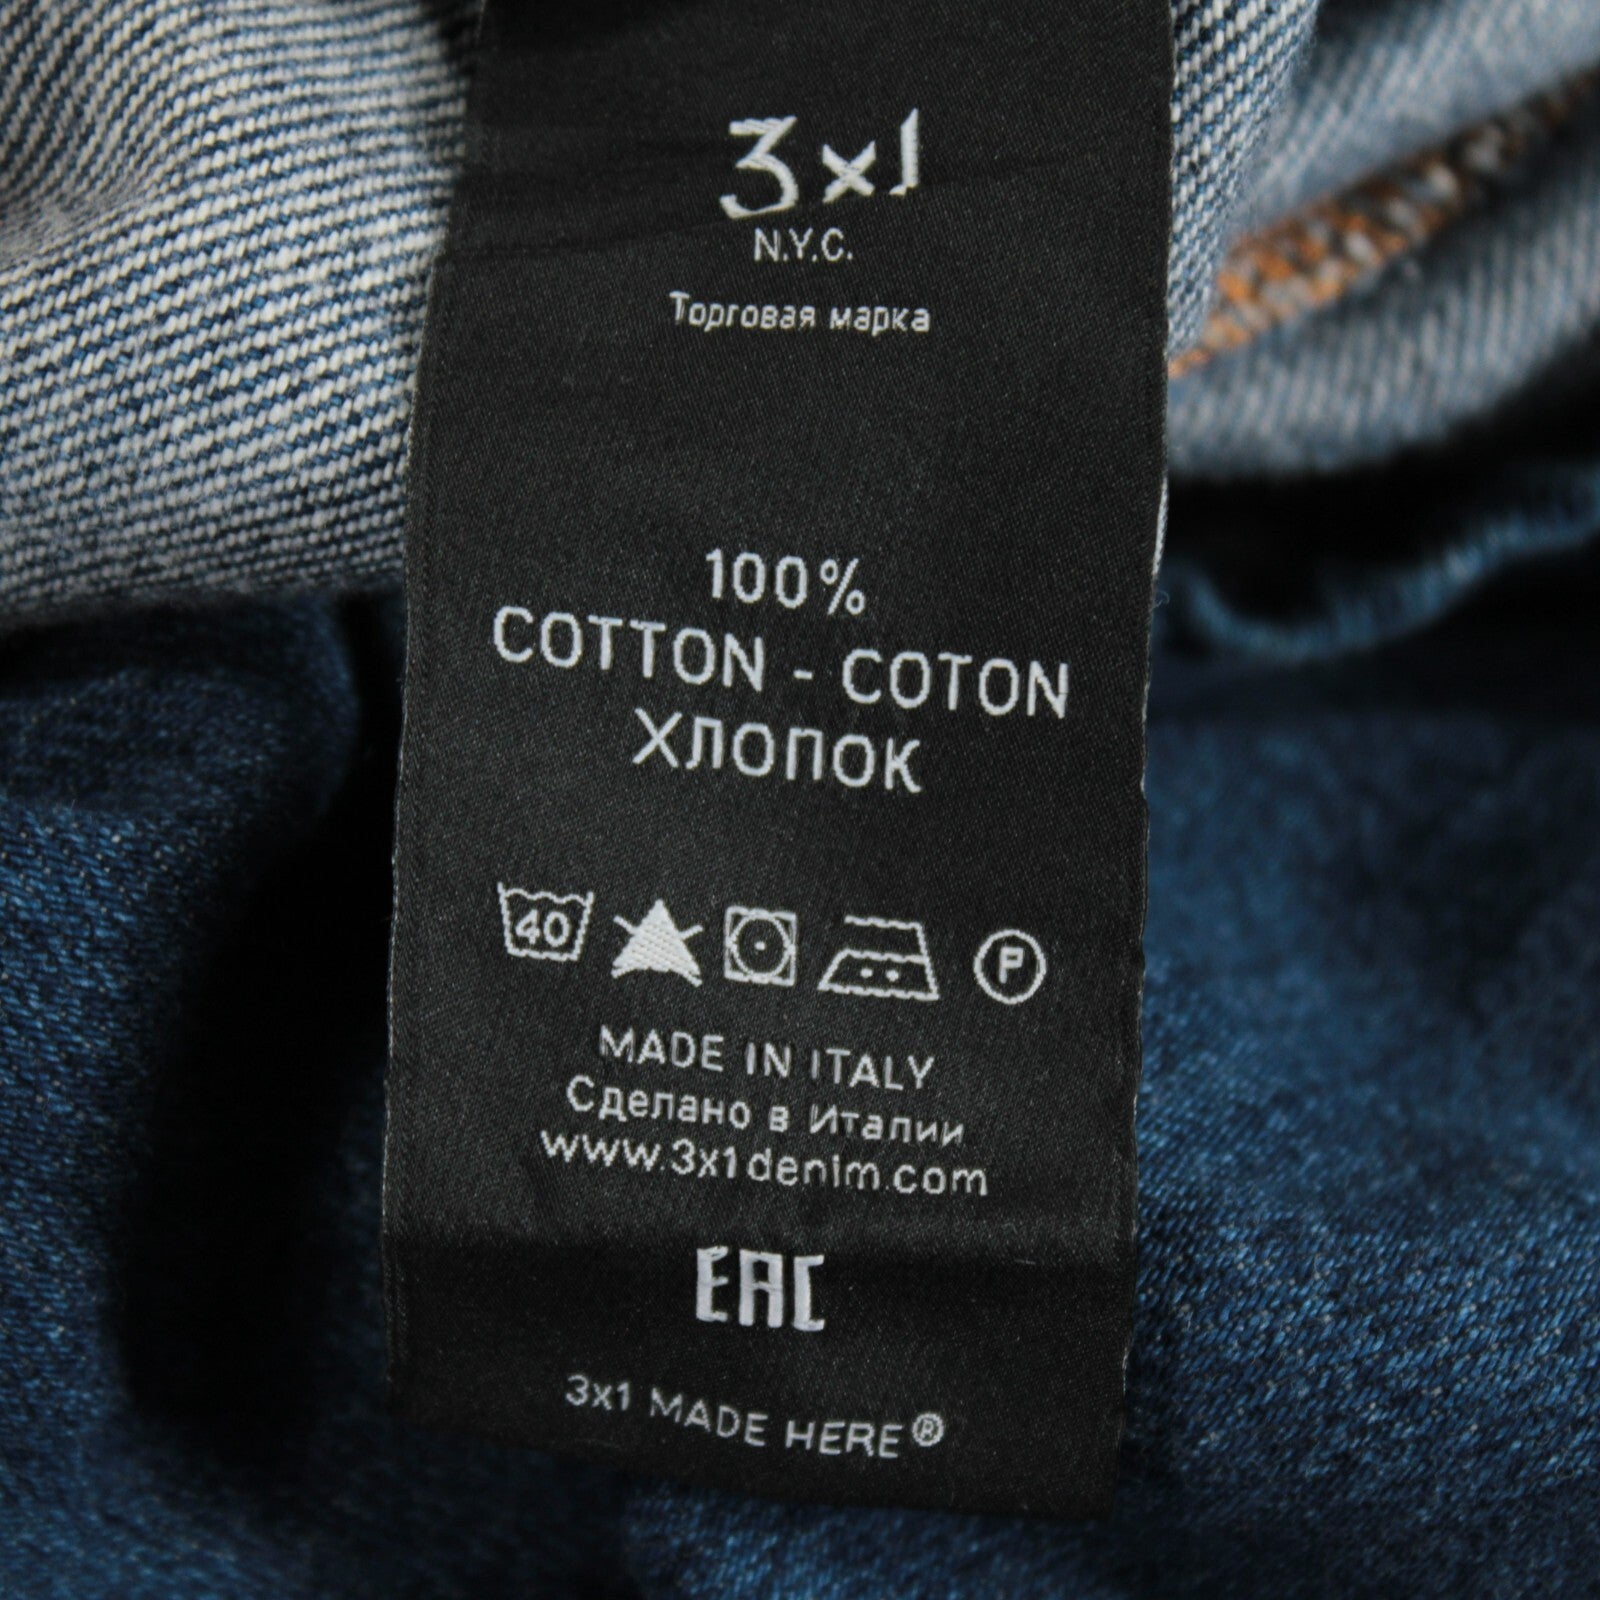 3x1
N.Y.C.
Торговая марка
100%
COTTON - COTON
ХЛОПОК
40 P
MADE IN ITALY
Сделано в Италии
www.3x1denim.com
EAC
3x1 MADE HERE®